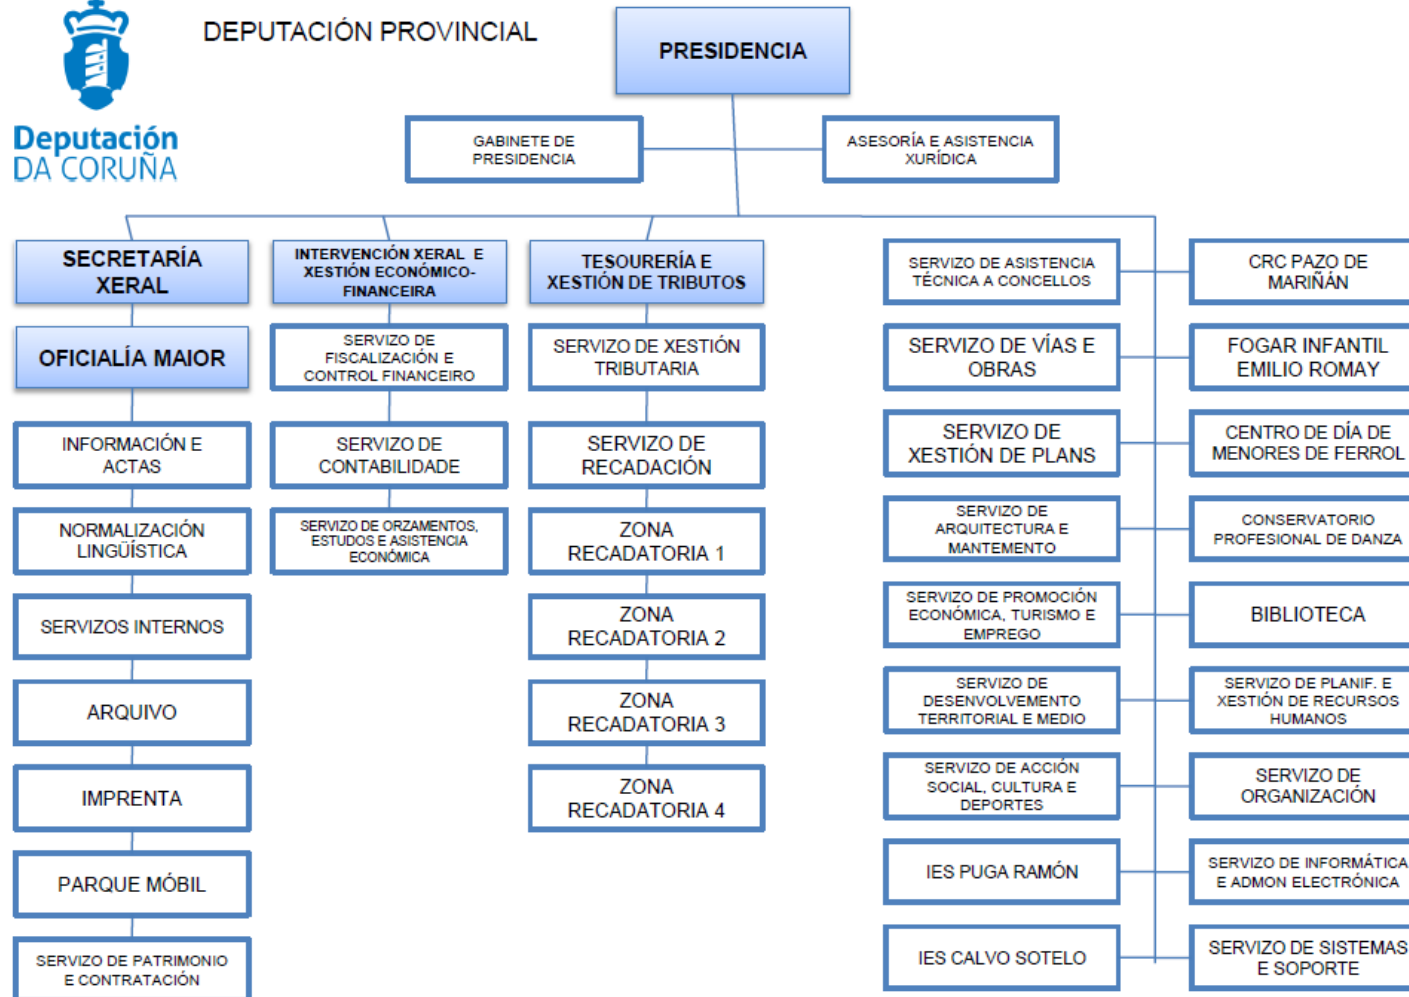 DEPUTACIÓN PROVINCIAL
Deputación
DA CORUÑA
PRESIDENCIA
GABINETE DE
PRESIDENCIA
ASESORÍA E ASISTENCIA
XURÍDICA
SECRETARÍA
XERAL
OFICIALÍA MAIOR
INFORMACIÓN E
ACTAS
NORMALIZACIÓN
LINGÜÍSTICA
SERVIZOS INTERNOS
ARQUIVO
IMPRENTA
PARQUE MÓBIL
SERVIZO DE PATRIMONIO
E CONTRATACIÓN
INTERVENCIÓN XERAL E
XESTIÓN ECONÓMICO-
FINANCEIRA
SERVIZO DE
FISCALIZACIÓN E
CONTROL FINANCEIRO
SERVIZO DE
CONTABILIDADE
SERVIZO DE ORZAMENTOS,
ESTUDOS E ASISTENCIA
ECONÓMICA
TESOURERÍA E
XESTIÓN DE TRIBUTOS
SERVIZO DE XESTIÓN
TRIBUTARIA
SERVIZO DE
RECADACIÓN
ZONA
RECADATORIA 1
ZONA
RECADATORIA 2
ZONA
RECADATORIA 3
ZONA
RECADATORIA 4
SERVIZO DE ASISTENCIA
TÉCNICA A CONCELLOS
SERVIZO DE VÍAS E
OBRAS
SERVIZO DE
XESTIÓN DE PLANS
SERVIZO DE
ARQUITECTURA E
MANTEMENTO
SERVIZO DE PROMOCIÓN
ECONÓMICA, TURISMO E
EMPREGO
SERVIZO DE
DESENVOLVEMENTO
TERRITORIAL E MEDIO
SERVIZO DE ACCIÓN
SOCIAL, CULTURA E
DEPORTES
IES PUGA RAMÓN
IES CALVO SOTELO
CRC PAZO DE
MARIÑÁN
FOGAR INFANTIL
EMILIO ROMAY
CENTRO DE DÍA DE
MENORES DE FERROL
CONSERVATORIO
PROFESIONAL DE DANZA
BIBLIOTECA
SERVIZO DE PLANIF. E
XESTIÓN DE RECURSOS
HUMANOS
SERVIZO DE
ORGANIZACIÓN
SERVIZO DE INFORMÁTICA
E ADMON ELECTRÓNICA
SERVIZO DE SISTEMAS
E SOPORTE